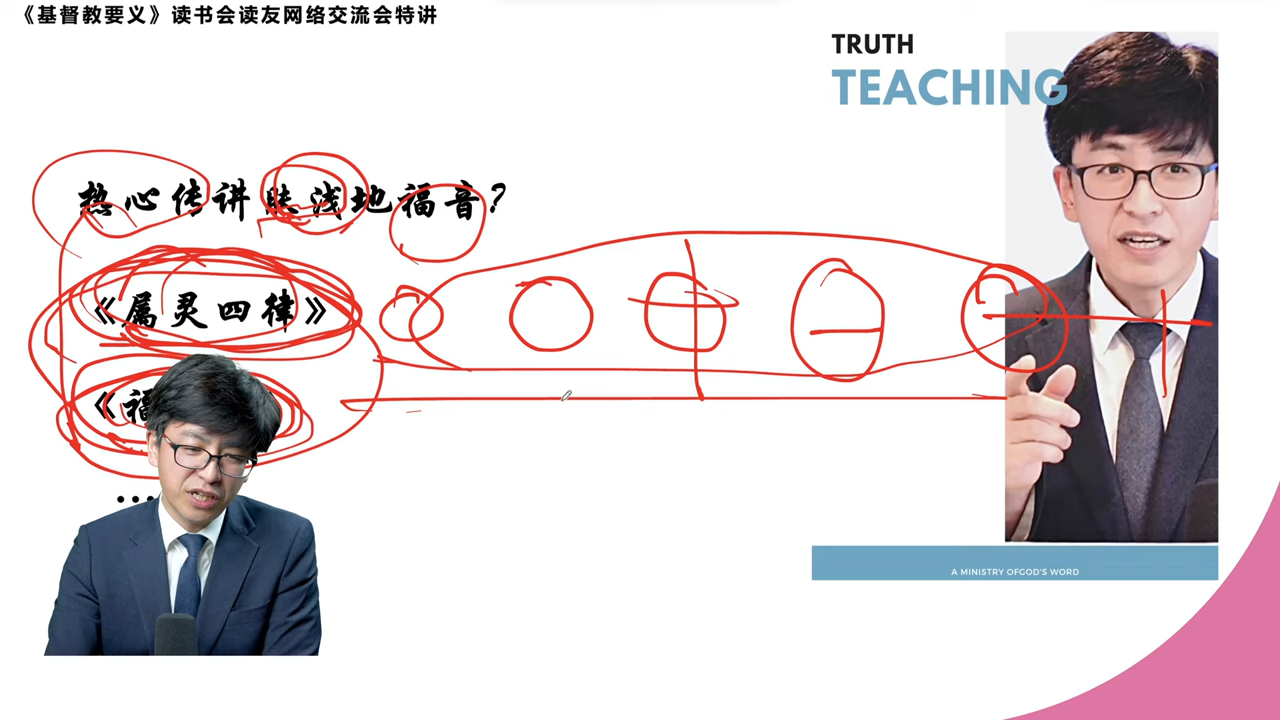 《基督教要义》读书会读友网络交流会特讲
TRUTH
TEACHING
热心传讲肤浅地福音？
《属灵四律》
《福
……
A MINISTRY OFGOD'S WORD